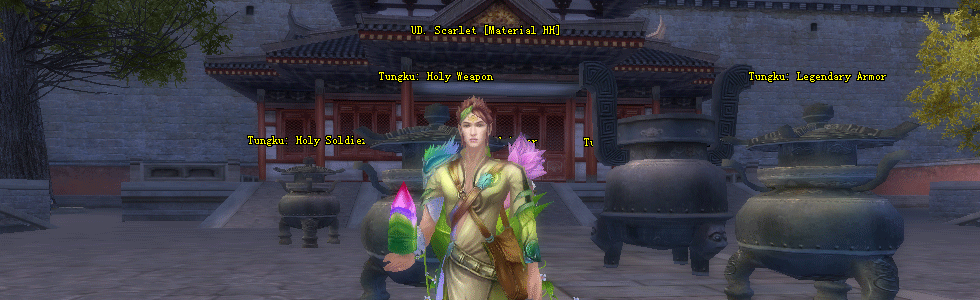 UD. Scarlet [Material HH]
Tungku: Holy Weapon
Tungku: Legendary Armor
Tungku: Holy Soldier